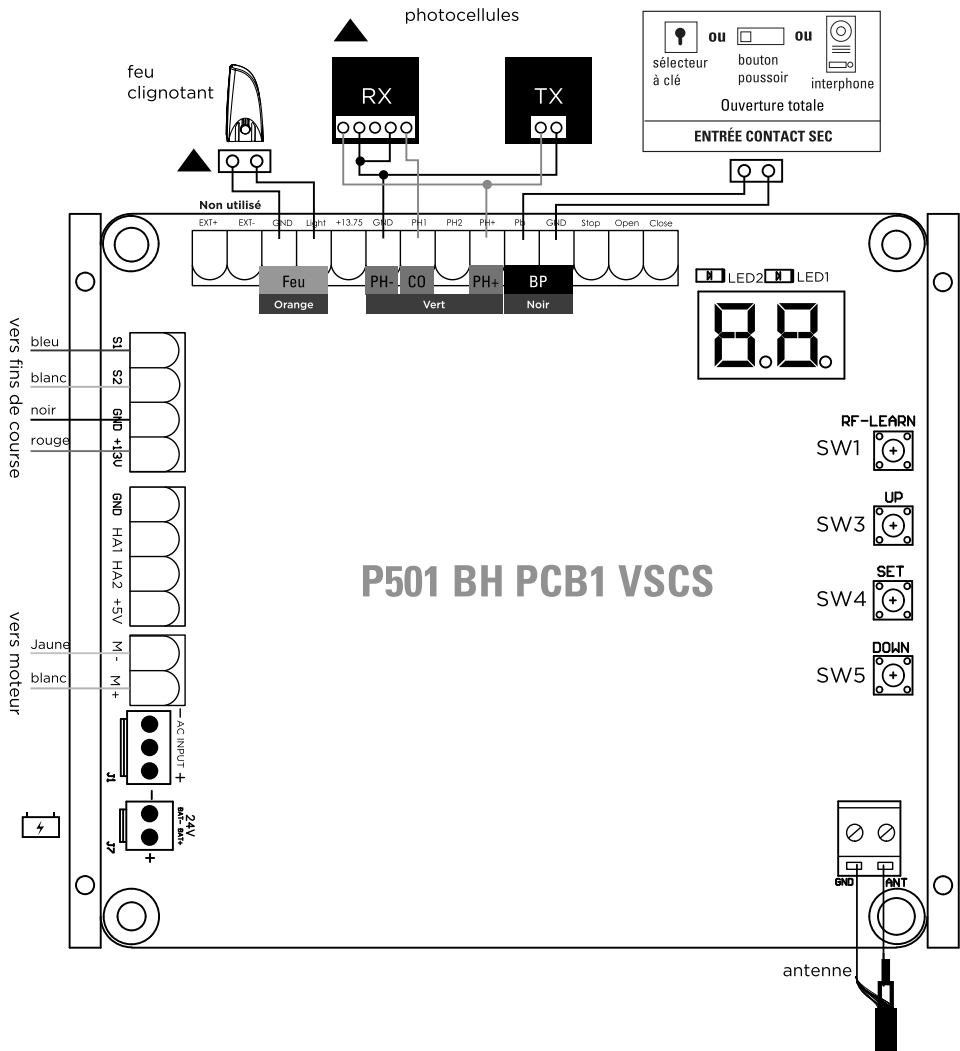 photocellules
feu
clignotant
RX
TX
ou
ou
sélecteur
à clé
bouton
poussoir
interphone
Ouverture totale
ENTRÉE CONTACT SEC
Non utilisé
EXT+ EXT- GND Light +13.75 GND PH1 PH2 PH+ Pb GND Stop Open Close
Feu PH- CO PH+ BP
Orange Vert Noir
LED2 LED1
8.8.
vers fins de course
bleu S1
blanc S2
noir GND
rouge +13V
GND
HA1
HA2
+5V
vers moteur
Jaune M -
blanc M +
- AC INPUT +
J1
-
BAT- BAT+
24V
J7
+
P501 BH PCB1 VSCS
RF-LEARN
SW1
UP
SW3
SET
SW4
DOWN
SW5
GND ANT
antenne